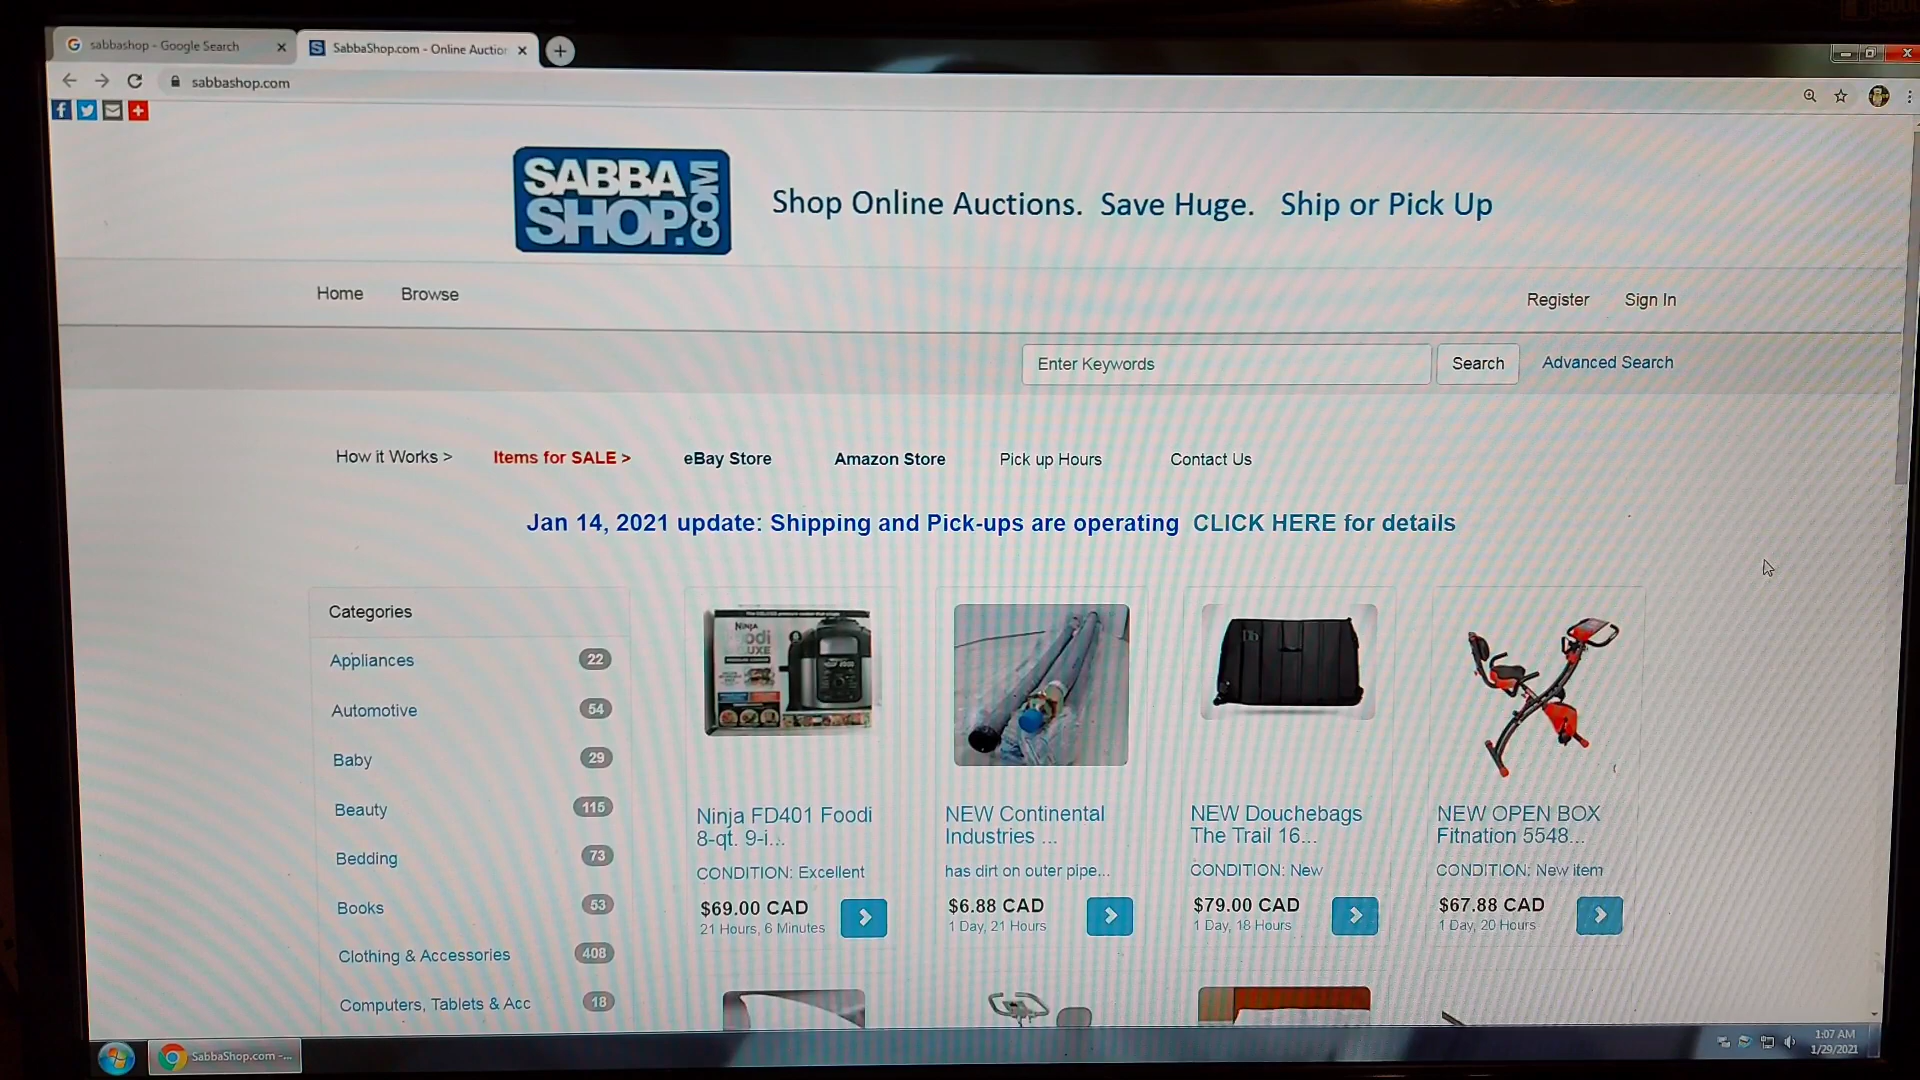 sabbashop - Google Search
SabbaShop.com - Online Auction
sabbashop.com
SABBA
SHOP.COM
Shop Online Auctions. Save Huge. Ship or Pick Up
Home Browse
Register Sign In
Enter Keywords Search Advanced Search
How it Works > Items for SALE > eBay Store Amazon Store Pick up Hours Contact Us
Jan 14, 2021 update: Shipping and Pick-ups are operating CLICK HERE for details
Categories
Appliances 22
Automotive 54
Baby 29
Beauty 115
Bedding 73
Books 53
Clothing & Accessories 408
Computers, Tablets & Acc 18
NINJA
Foodi
Db
Ninja FD401 Foodi
8-qt. 9-i...
CONDITION: Excellent
$69.00 CAD
21 Hours, 6 Minutes
NEW Continental
Industries ...
has dirt on outer pipe...
$6.88 CAD
1 Day, 21 Hours
NEW Douchebags
The Trail 16...
CONDITION: New
$79.00 CAD
1 Day, 18 Hours
NEW OPEN BOX
Fitnation 5548...
CONDITION: New item
$67.88 CAD
1 Day, 20 Hours
SabbaShop.com -...
1:07 AM
1/29/2021